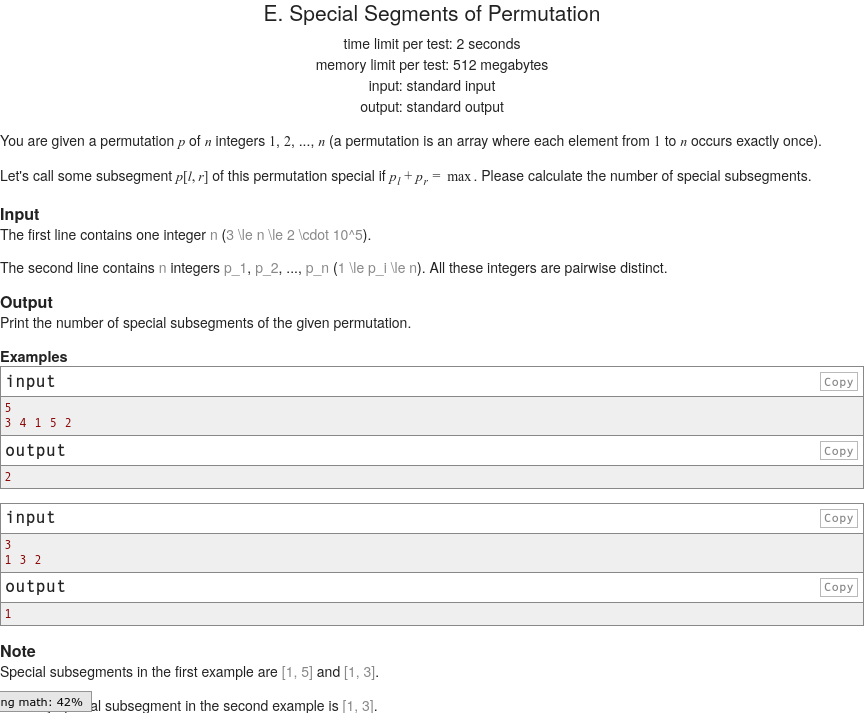 E. Special Segments of Permutation
time limit per test: 2 seconds
memory limit per test: 512 megabytes
input: standard input
output: standard output
You are given a permutation p of n integers 1, 2, ..., n (a permutation is an array where each element from 1 to n occurs exactly once).
Let's call some subsegment p[l, r] of this permutation special if p_l + p_r = max. Please calculate the number of special subsegments.
Input
The first line contains one integer n (3 \le n \le 2 \cdot 10^5).
The second line contains n integers p_1, p_2, ..., p_n (1 \le p_i \le n). All these integers are pairwise distinct.
Output
Print the number of special subsegments of the given permutation.
Examples
input Copy
5
3 4 1 5 2
output Copy
2
input Copy
3
1 3 2
output Copy
1
Note
Special subsegments in the first example are [1, 5] and [1, 3].
ng math: 42% al subsegment in the second example is [1, 3].